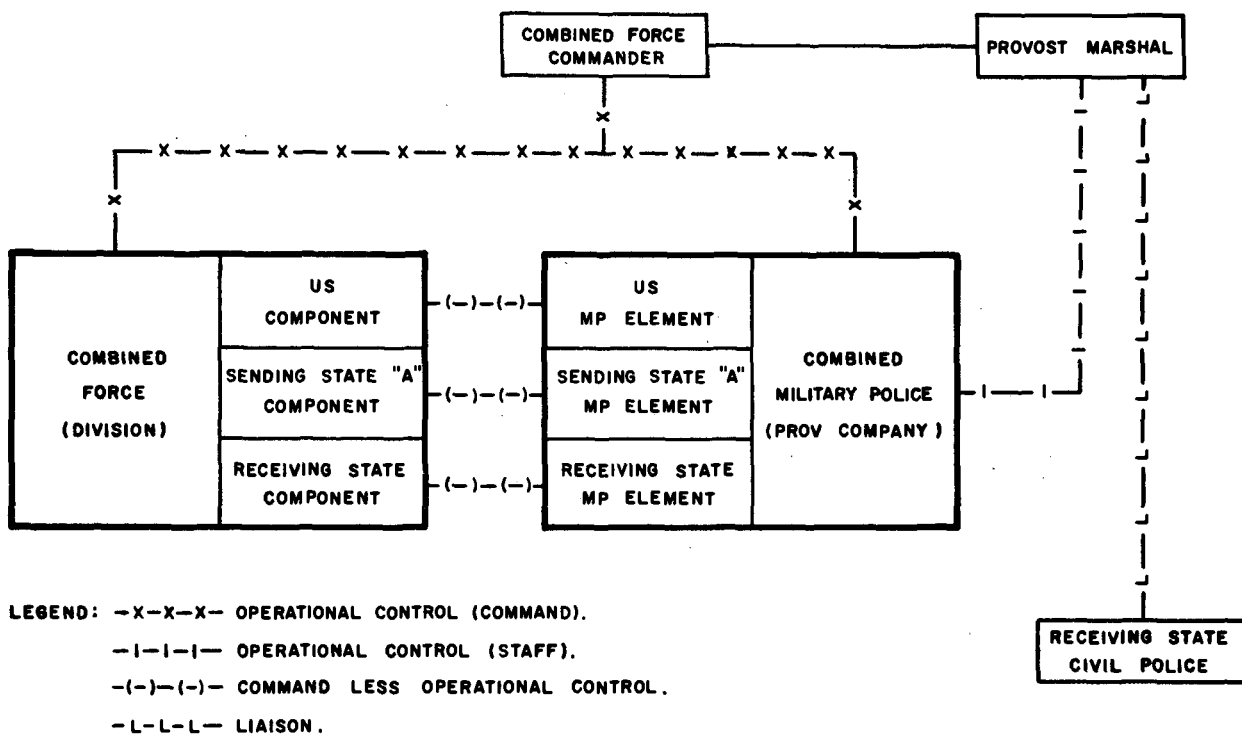 COMBINED FORCE
COMMANDER
PROVOST MARSHAL
COMBINED
FORCE
(DIVISION)
US
COMPONENT
SENDING STATE "A"
COMPONENT
RECEIVING STATE
COMPONENT
US
MP ELEMENT
SENDING STATE "A"
MP ELEMENT
RECEIVING STATE
MP ELEMENT
COMBINED
MILITARY POLICE
(PROV COMPANY)
LEGEND: -X-X-X- OPERATIONAL CONTROL (COMMAND).
-I-I-I- OPERATIONAL CONTROL (STAFF).
-(-)-(-)- COMMAND LESS OPERATIONAL CONTROL.
-L-L-L- LIAISON.
RECEIVING STATE
CIVIL POLICE